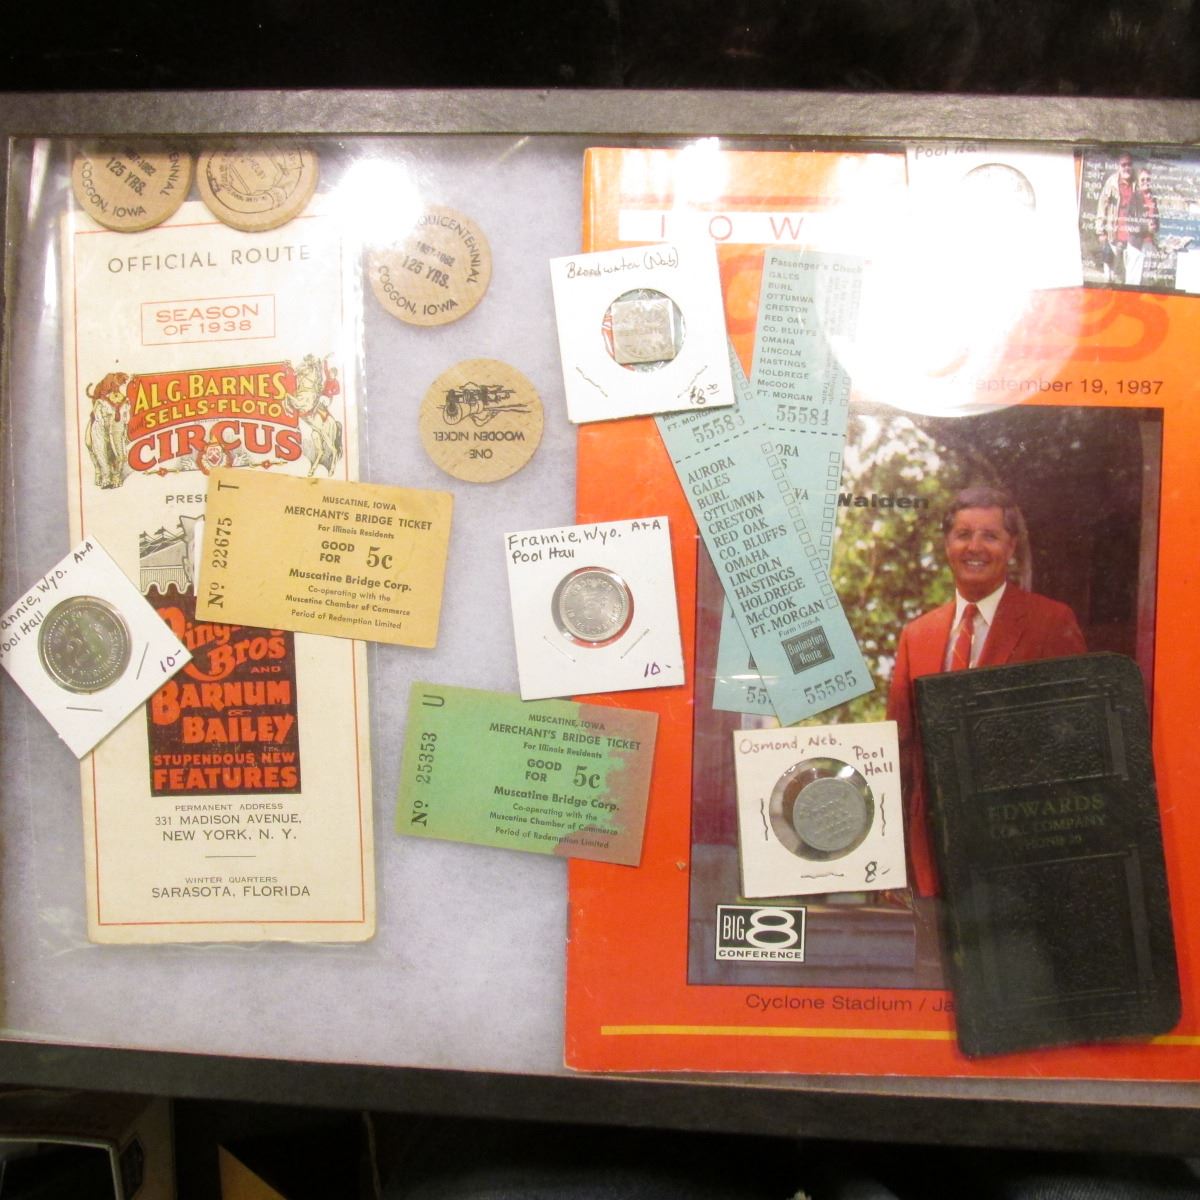 125 YRS.
COGGON, IOWA
OFFICIAL ROUTE
SEASON
OF 1938
AL.G. BARNES
SELLS-FLOTO
CIRCUS
Ring
Bros
AND
BARNUM
BAILEY
STUPENDOUS NEW
FEATURES
PERMANENT ADDRESS
331 MADISON AVENUE,
NEW YORK, N. Y.
WINTER QUARTERS
SARASOTA, FLORIDA
1867-1992
125 YRS.
COGGON, IOWA
ONE
WOODEN NICKEL
No 22675 T
MUSCATINE, IOWA
MERCHANT'S BRIDGE TICKET
For Illinois Residents
GOOD
FOR 5c
Muscatine Bridge Corp.
Co-operating with the
Muscatine Chamber of Commerce
Period of Redemption Limited
No 25353 U
MUSCATINE, IOWA
MERCHANT'S BRIDGE TICKET
For Illinois Residents
GOOD
FOR 5c
Muscatine Bridge Corp.
Co-operating with the
Muscatine Chamber of Commerce
Period of Redemption Limited
annie, Wyo. A+A
Pool Hall
10-
Frannie, Wyo. A+A
Pool Hall
10-
Broadwater (Neb)
$8.00
Osmond, Neb.
Pool
Hall
8-
Pool Hall
I O W
September 19, 1987
Walden
Passenger's Check
GALES
BURL
OTTUMWA
CRESTON
RED OAK
CO. BLUFFS
OMAHA
LINCOLN
HASTINGS
HOLDREGE
McCOOK
FT. MORGAN
55584
FT. MORGAN
55583
AURORA
GALES
BURL
OTTUMWA
CRESTON
RED OAK
CO. BLUFFS
OMAHA
LINCOLN
HASTINGS
HOLDREGE
McCOOK
FT. MORGAN
Form 1208-A
Burlington
Route
55585
BIG 8
CONFERENCE
Cyclone Stadium / Ja
EDWARDS
& COMPANY